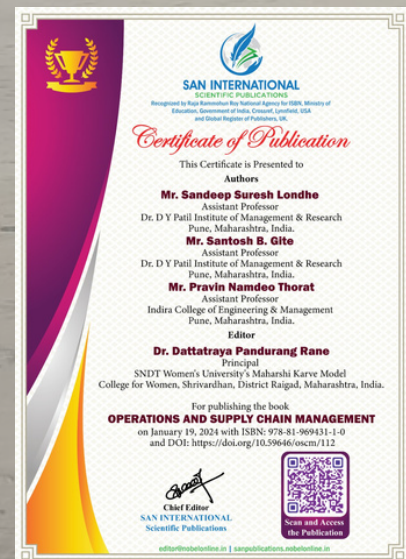 SAN INTERNATIONAL
SCIENTIFIC PUBLICATIONS
Recognized by Raja Rammohun Roy National Agency for ISBN, Ministry of
Education, Government of India, Crossref, Lynnfield, USA
and Global Register of Publishers, UK.
Certificate of Publication
This Certificate is Presented to
Authors
Mr. Sandeep Suresh Londhe
Assistant Professor
Dr. D Y Patil Institute of Management & Research
Pune, Maharashtra, India.
Mr. Santosh B. Gite
Assistant Professor
Dr. D Y Patil Institute of Management & Research
Pune, Maharashtra, India.
Mr. Pravin Namdeo Thorat
Assistant Professor
Indira College of Engineering & Management
Pune, Maharashtra, India.
Editor
Dr. Dattatraya Pandurang Rane
Principal
SNDT Women's University's Maharshi Karve Model
College for Women, Shrivardhan, District Raigad, Maharashtra, India.
For publishing the book
OPERATIONS AND SUPPLY CHAIN MANAGEMENT
on January 19, 2024 with ISBN: 978-81-969431-1-0
and DOI: https://doi.org/10.59646/oscm/112
Chief Editor
SAN INTERNATIONAL
Scientific Publications
Scan and Access
the Publication
editor@nobelonline.in | sanpublications.nobelonline.in